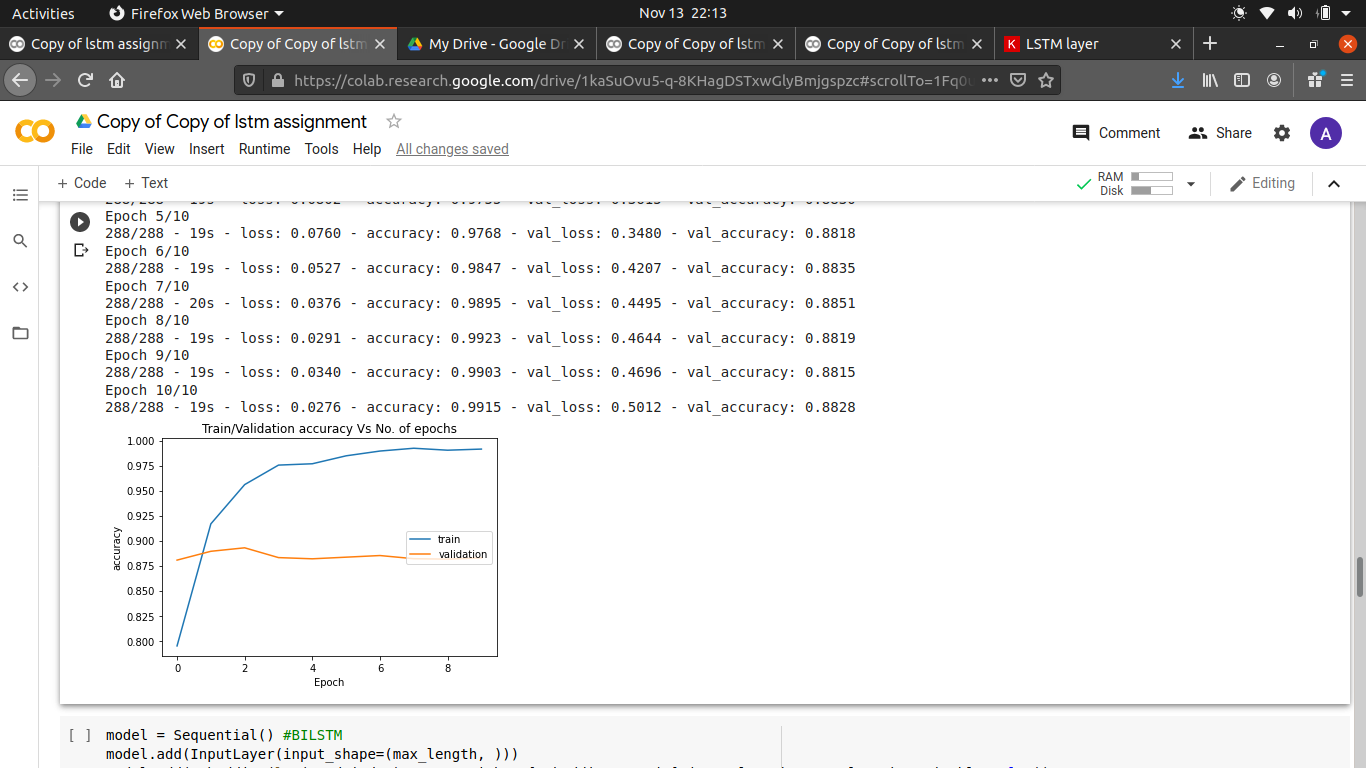 Activities
Firefox Web Browser
Nov 13 22:13
Copy of lstm assignm
Copy of Copy of lstm
My Drive - Google Dr
Copy of Copy of lstm
Copy of Copy of lstm
K LSTM layer
https://colab.research.google.com/drive/1kaSuOvu5-q-8KHagDSTxwGlyBmjgspzc#scrollTo=1Fq0
CO
Copy of Copy of lstm assignment
Comment
Share
A
File Edit View Insert Runtime Tools Help All changes saved
+ Code + Text
RAM
Disk
Editing
Epoch 5/10
288/288 - 19s - loss: 0.0760 - accuracy: 0.9768 - val_loss: 0.3480 - val_accuracy: 0.8818
Epoch 6/10
288/288 - 19s - loss: 0.0527 - accuracy: 0.9847 - val_loss: 0.4207 - val_accuracy: 0.8835
Epoch 7/10
288/288 - 20s - loss: 0.0376 - accuracy: 0.9895 - val_loss: 0.4495 - val_accuracy: 0.8851
Epoch 8/10
288/288 - 19s - loss: 0.0291 - accuracy: 0.9923 - val_loss: 0.4644 - val_accuracy: 0.8819
Epoch 9/10
288/288 - 19s - loss: 0.0340 - accuracy: 0.9903 - val_loss: 0.4696 - val_accuracy: 0.8815
Epoch 10/10
288/288 - 19s - loss: 0.0276 - accuracy: 0.9915 - val_loss: 0.5012 - val_accuracy: 0.8828
Train/Validation accuracy Vs No. of epochs
1.000
0.975
0.950
0.925
0.900
0.875
0.850
0.825
0.800
accuracy
train
validation
0 2 4 6 8
Epoch
[ ] model = Sequential() #BILSTM
model.add(InputLayer(input_shape=(max_length, )))